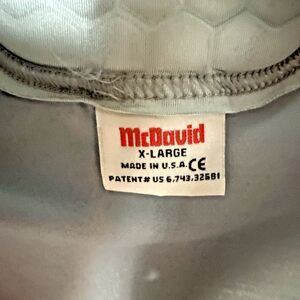 McDavid
X-LARGE
MADE IN U.S.A. CE
PATENT# US 6,743,325B1